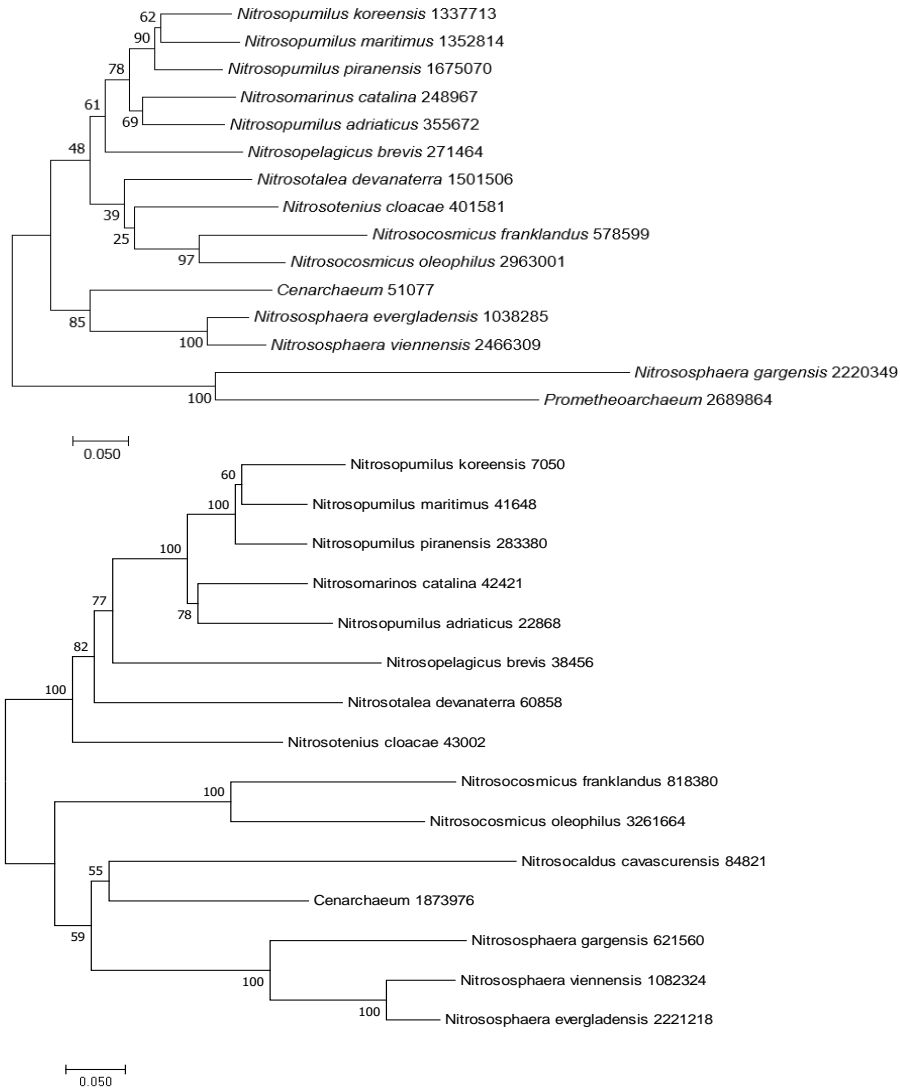 62
Nitrosopumilus koreensis 1337713
90
Nitrosopumilus maritimus 1352814
78
Nitrosopumilus piranensis 1675070
61
Nitrosomarinus catalina 248967
69
Nitrosopumilus adriaticus 355672
48
Nitrosopelagicus brevis 271464
Nitrosotalea devanaterra 1501506
39
Nitrosotenius cloacae 401581
25
Nitrosocosmicus franklandus 578599
97
Nitrosocosmicus oleophilus 2963001
Cenarchaeum 51077
85
Nitrososphaera evergladensis 1038285
100
Nitrososphaera viennensis 2466309
Nitrososphaera gargensis 2220349
100
Prometheoarchaeum 2689864
0.050
60
Nitrosopumilus koreensis 7050
100
Nitrosopumilus maritimus 41648
100
Nitrosopumilus piranensis 283380
Nitrosomarinos catalina 42421
77
78
Nitrosopumilus adriaticus 22868
82
Nitrosopelagicus brevis 38456
100
Nitrosotalea devanaterra 60858
Nitrosotenius cloacae 43002
Nitrosocosmicus franklandus 818380
100
Nitrosocosmicus oleophilus 3261664
Nitrosocaldus cavascurensis 84821
55
Cenarchaeum 1873976
59
Nitrososphaera gargensis 621560
100
Nitrososphaera viennensis 1082324
100
Nitrososphaera evergladensis 2221218
0.050